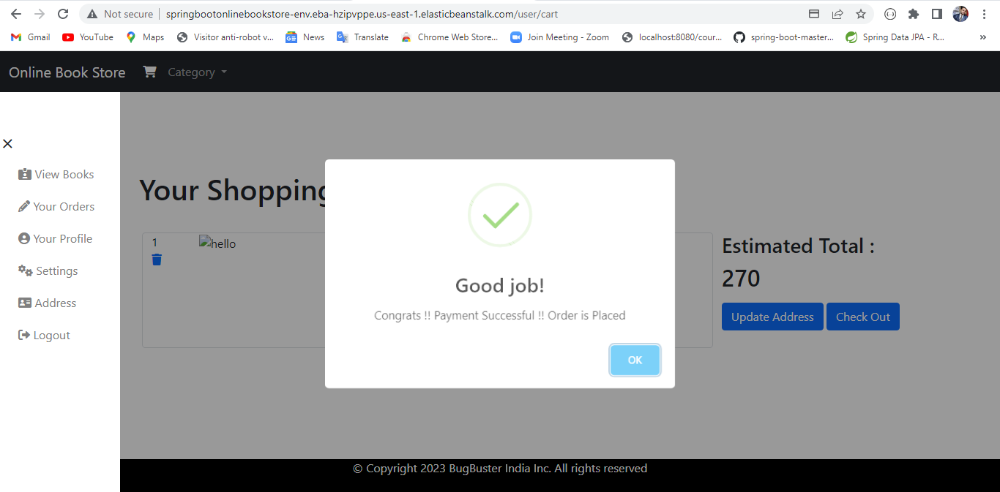 Not secure | springbootonlinebookstore-env.eba-hzipvppe.us-east-1.elasticbeanstalk.com/user/cart
Gmail YouTube Maps Visitor anti-robot v... News Translate Chrome Web Store... Join Meeting - Zoom localhost:8080/cour... spring-boot-master... Spring Data JPA - R... »
Online Book Store Category
View Books
Your Orders
Your Profile
Settings
Address
Logout
Your Shopping
1
hello
Estimated Total :
270
Update Address Check Out
Good job!
Congrats !! Payment Successful !! Order is Placed
OK
© Copyright 2023 BugBuster India Inc. All rights reserved